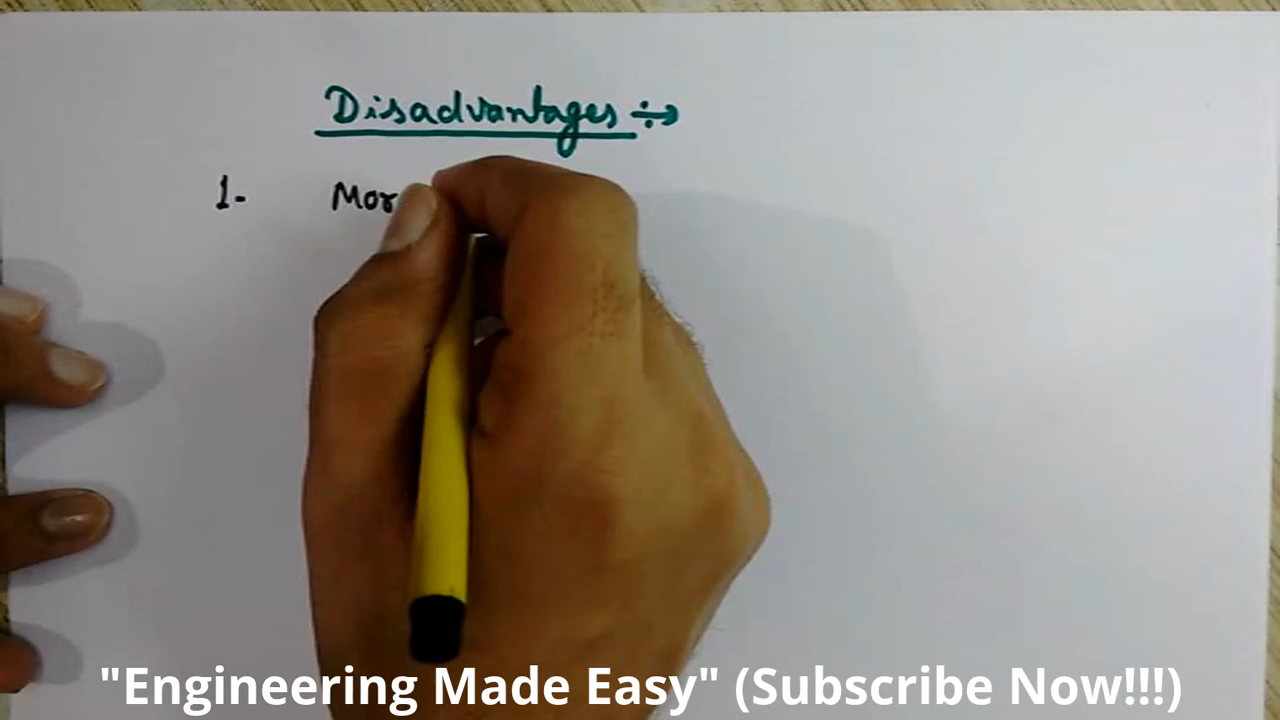 Disadvantages ÷→
1- Mor
"Engineering Made Easy" (Subscribe Now!!!)